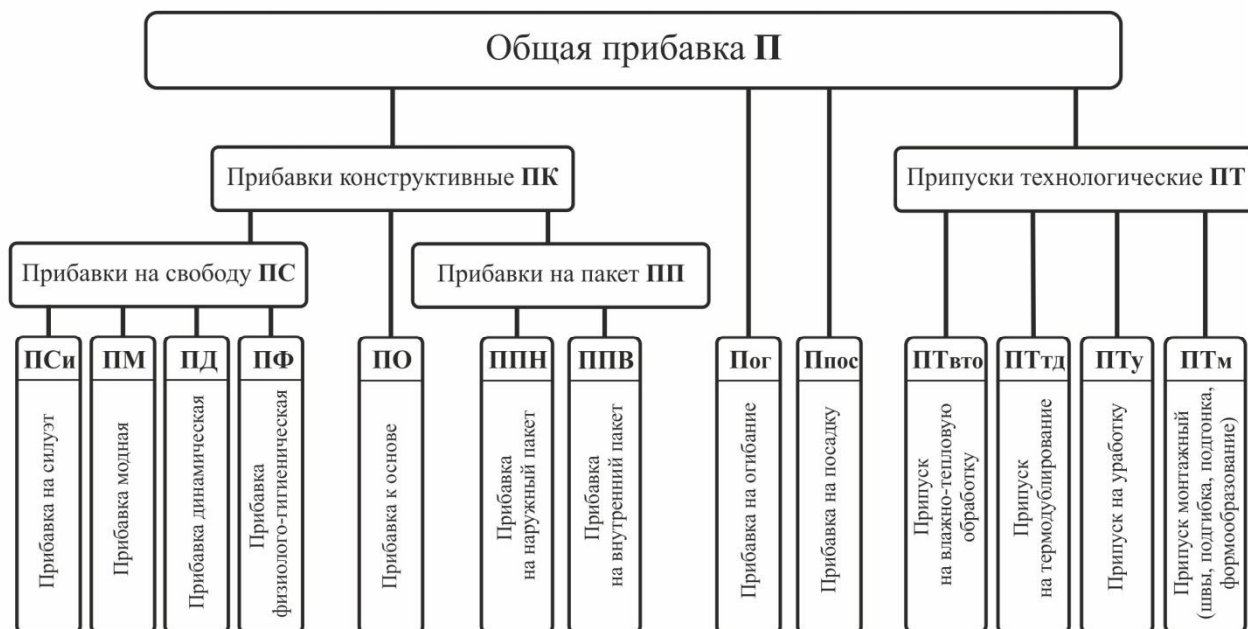 Общая прибавка П
Прибавки конструктивные ПК
Припуски технологические ПТ
Прибавки на свободу ПС
Прибавки на пакет ПП
ПСи
Прибавка на силуэт
ПМ
Прибавка модная
ПД
Прибавка динамическая
ПФ
Прибавка
физиолого-гигиеническая
ПО
Прибавка к основе
ППН
Прибавка
на наружный пакет
ППВ
Прибавка
на внутренний пакет
Пог
Прибавка на огибание
Ппос
Прибавка на посадку
ПТвто
Припуск
на влажно-тепловую
обработку
ПТтд
Припуск
на термодублирование
ПТу
Припуск на уработку
ПТм
Припуск монтажный
(швы, подгибка, подгонка,
формообразование)